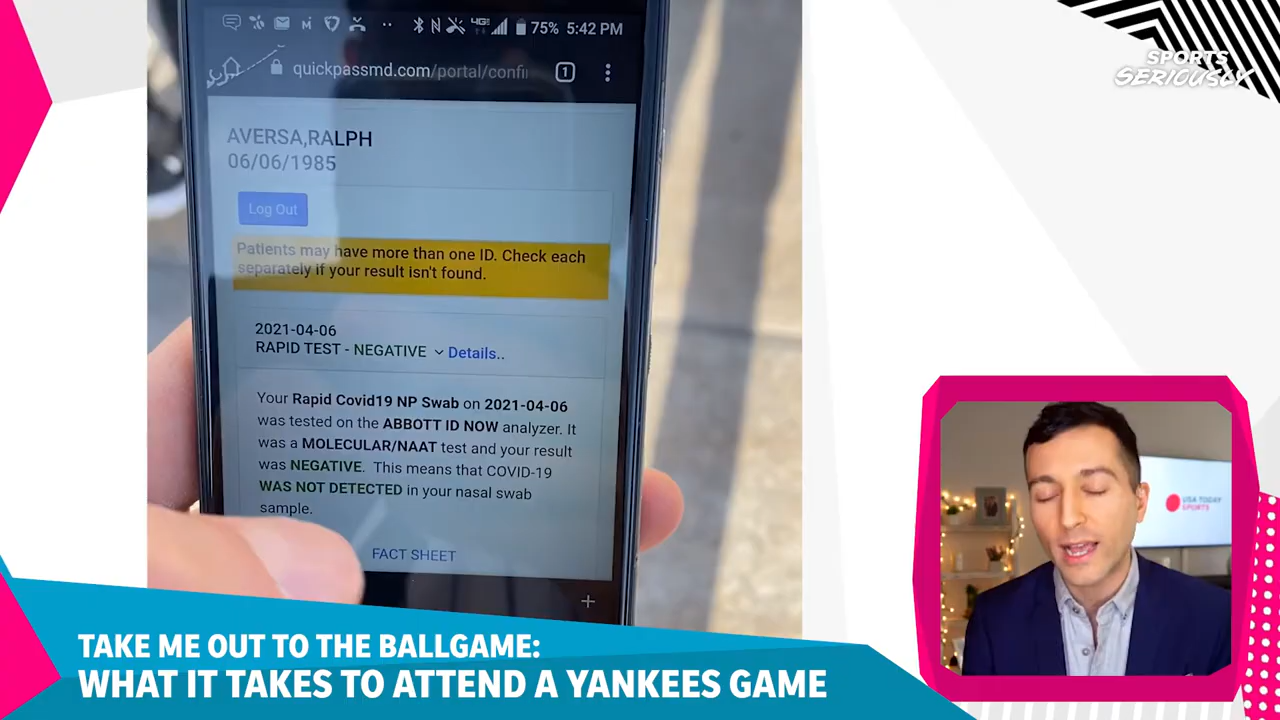 4G
75% 5:42 PM
quickpassmd.com/portal/confi
1
SPORTS
SERIOUSLY
AVERSA,RALPH
06/06/1985
Log Out
Patients may have more than one ID. Check each
separately if your result isn't found.
2021-04-06
RAPID TEST - NEGATIVE Details..
Your Rapid Covid19 NP Swab on 2021-04-06
was tested on the ABBOTT ID NOW analyzer. It
was a MOLECULAR/NAAT test and your result
was NEGATIVE. This means that COVID-19
WAS NOT DETECTED in your nasal swab
sample.
FACT SHEET
USA TODAY
SPORTS
TAKE ME OUT TO THE BALLGAME:
WHAT IT TAKES TO ATTEND A YANKEES GAME